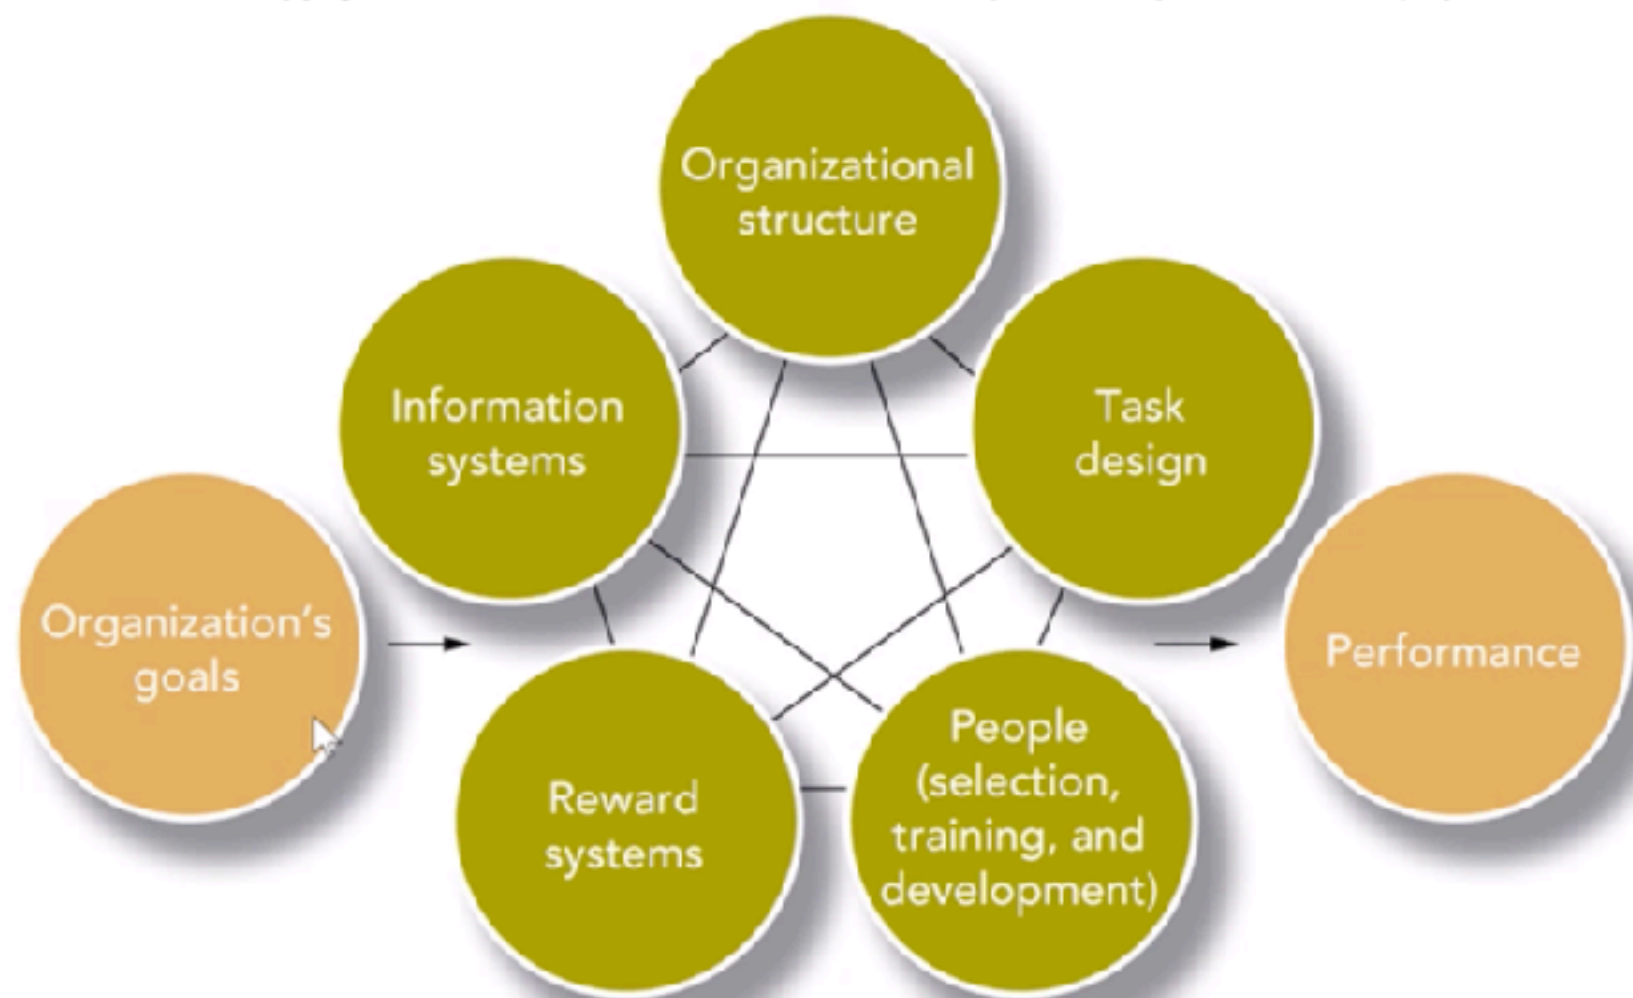 Organizational
structure
Information
systems
Task
design
Organization's
goals
Performance
Reward
systems
People
(selection,
training, and
development)